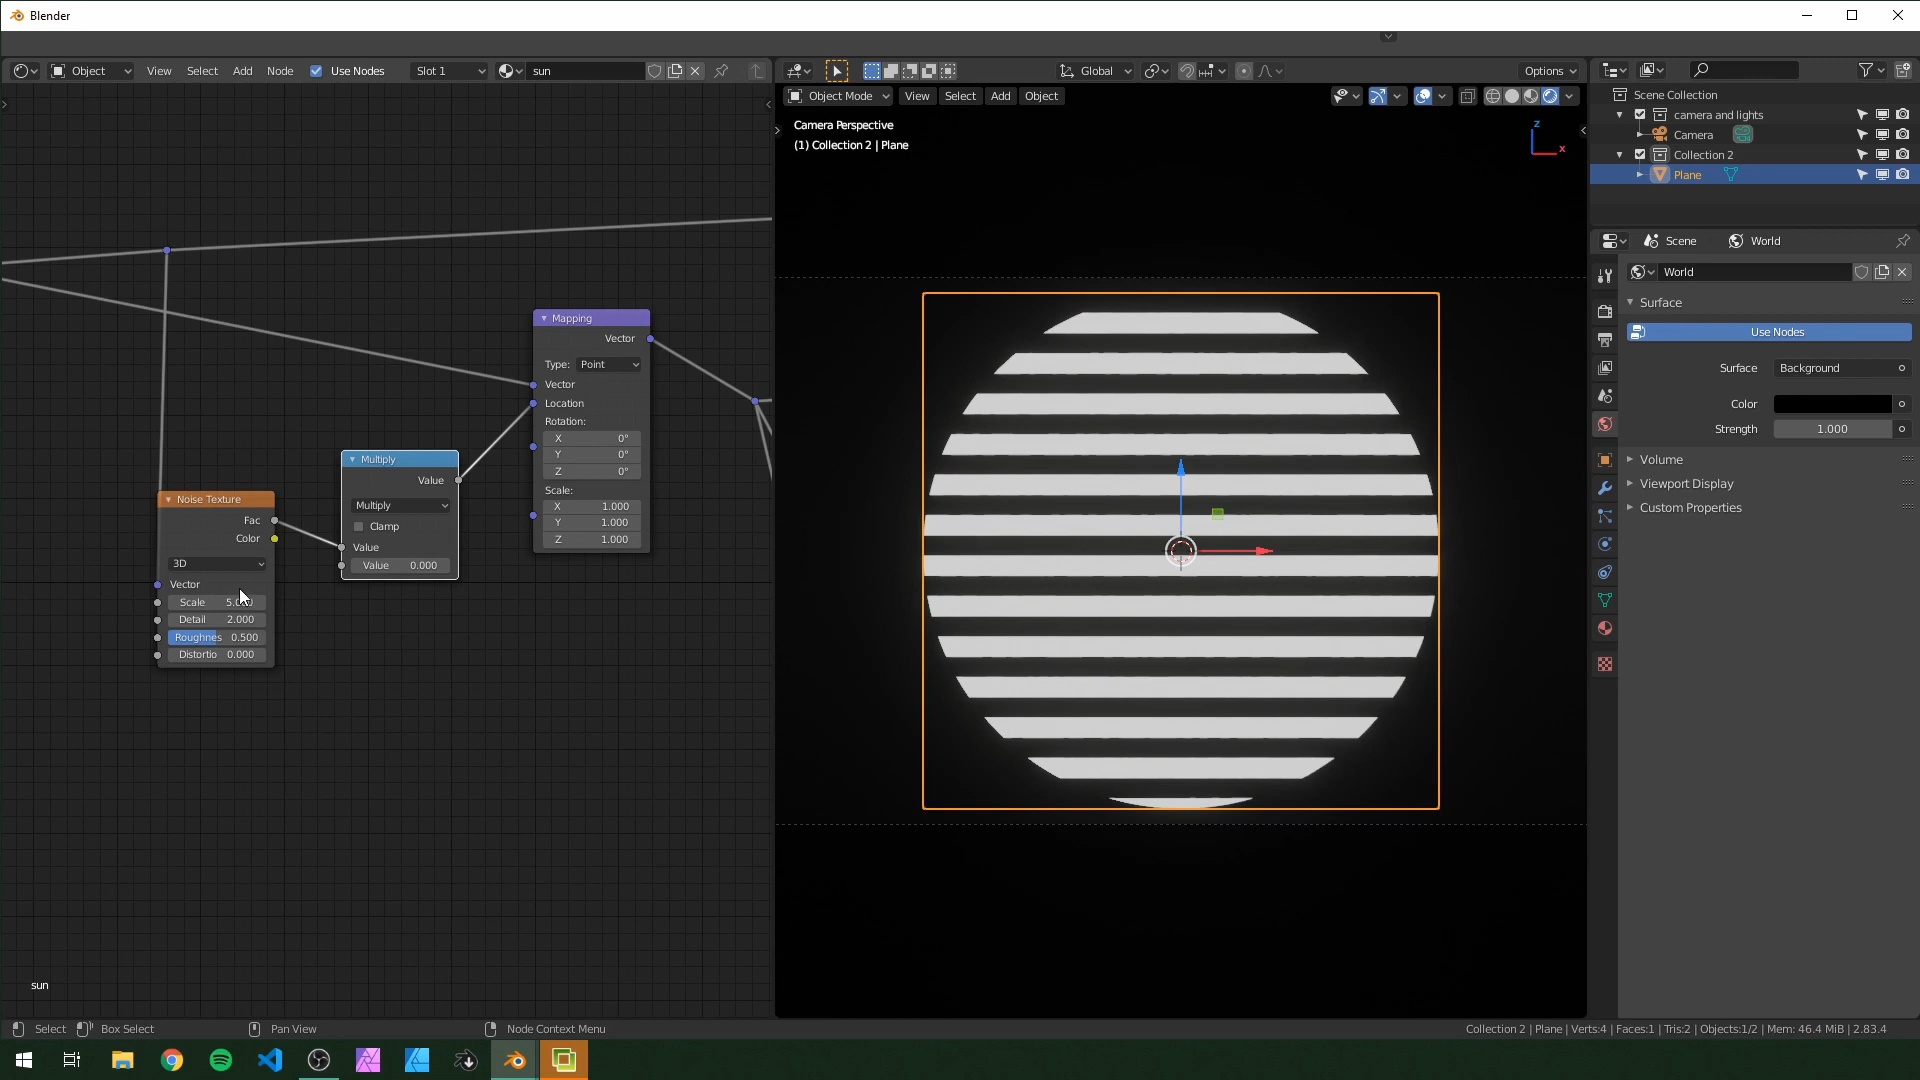 Blender
Object
View
Select
Add
Node
Use Nodes
Slot 1
sun
Global
Options
Object Mode
View
Select
Add
Object
Camera Perspective
(1) Collection 2 | Plane
z
x
Mapping
Vector
Type: Point
Vector
Location
Rotation:
X 0°
Y 0°
Z 0°
Scale:
X 1.000
Y 1.000
Z 1.000
Multiply
Value
Multiply
Clamp
Value
Value 0.000
Noise Texture
Fac
Color
3D
Vector
Scale
Detail 2.000
Roughnes 0.500
Distortio 0.000
sun
Scene Collection
camera and lights
Camera
Collection 2
Plane
Scene
World
World
Surface
Use Nodes
Surface Background
Color
Strength 1.000
Volume
Viewport Display
Custom Properties
Select
Box Select
Pan View
Node Context Menu
Collection 2 | Plane | Verts:4 | Faces:1 | Tris:2 | Objects:1/2 | Mem: 46.4 MiB | 2.83.4